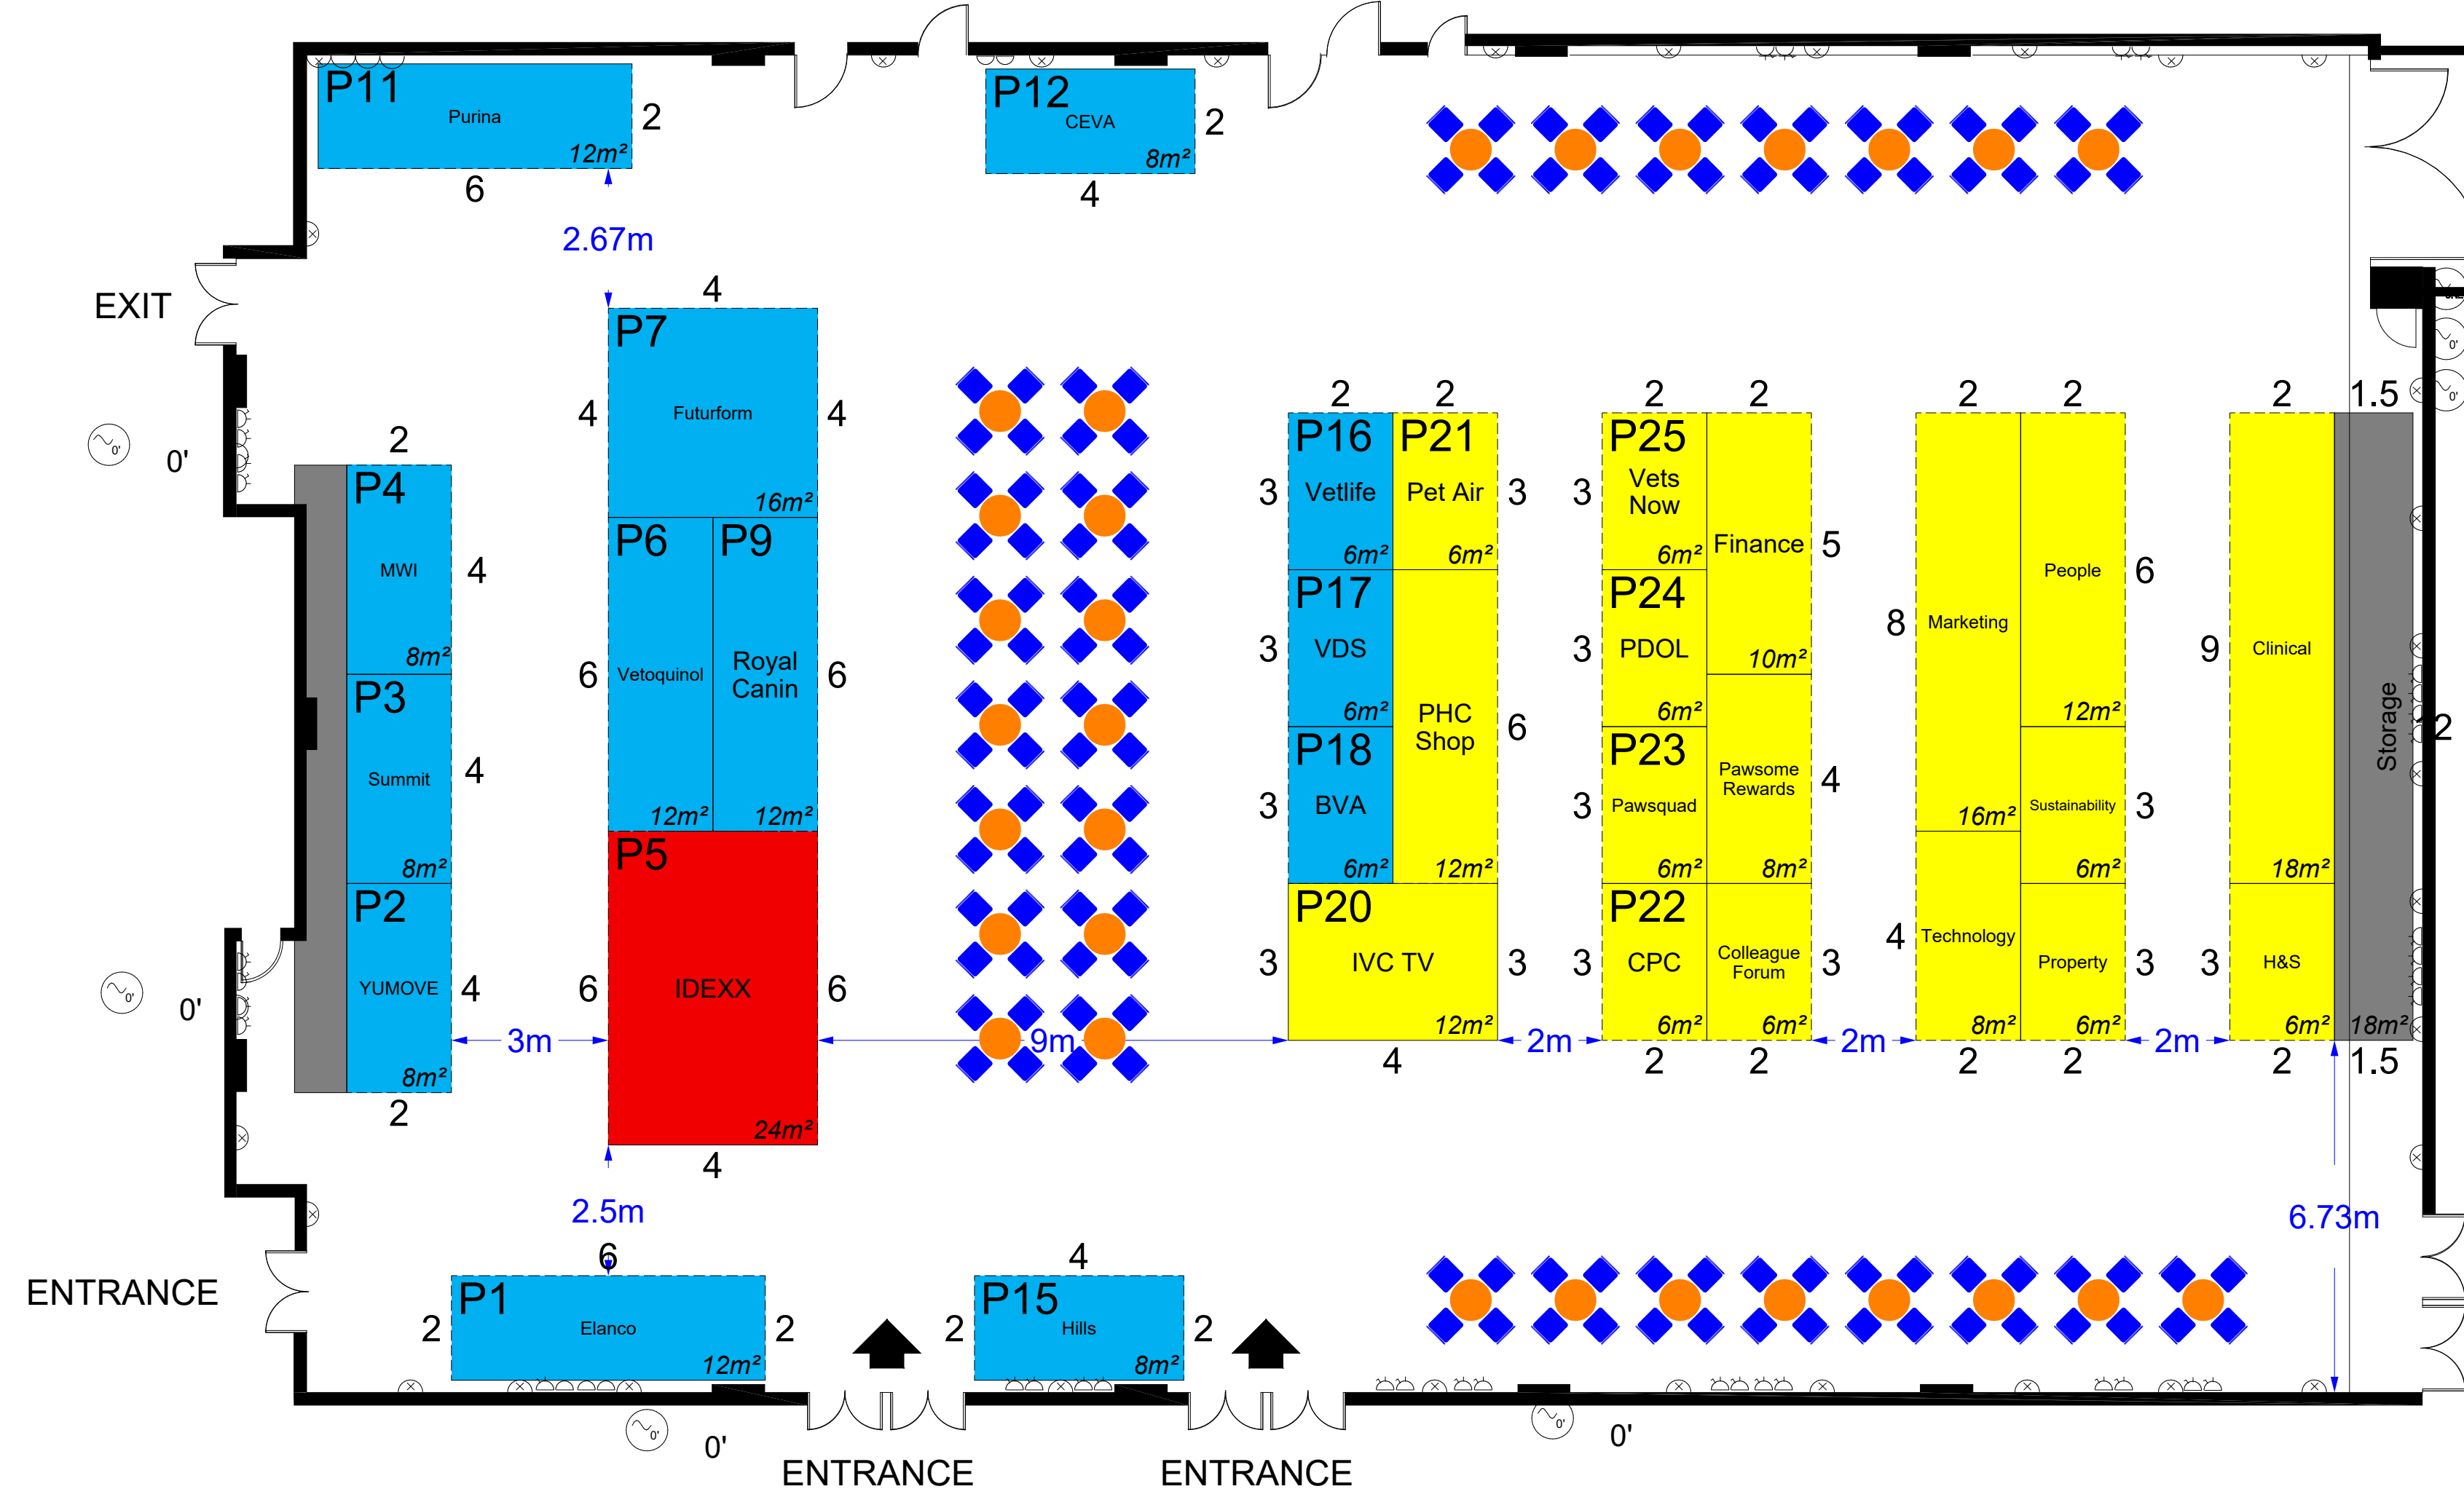 P11
Purina
12m²
2
6
P12
CEVA
8m²
2
4
2.67m
EXIT
4
P7
Futurform
16m²
4
4
0'
0'
2
P4
MWI
8m²
4
P3
Summit
8m²
4
P2
YUMOVE
8m²
4
2
0'
0'
P6
Vetoquinol
12m²
6
P9
Royal
Canin
12m²
6
P5
IDEXX
24m²
6
6
4
3m
9m
2m
2m
2m
2
2
P16
Vetlife
6m²
3
P21
Pet Air
6m²
3
P17
VDS
6m²
3
P18
BVA
6m²
3
PHC
Shop
12m²
6
P20
IVC TV
12m²
3
3
4
2
2
P25
Vets
Now
6m²
3
Finance
10m²
5
P24
PDOL
6m²
3
P23
Pawsquad
6m²
3
Pawsome
Rewards
8m²
4
P22
CPC
6m²
3
Colleague
Forum
6m²
3
2
2
2
2
Marketing
16m²
8
People
12m²
6
Sustainability
6m²
3
Technology
8m²
4
Property
6m²
3
2
2
2
1.5
Clinical
18m²
9
H&S
6m²
3
Storage
18m²
12
2
1.5
0'
0'
2.5m
6.73m
6
P1
Elanco
12m²
2
2
4
P15
Hills
8m²
2
2
ENTRANCE
0'
0'
0'
0'
ENTRANCE
ENTRANCE